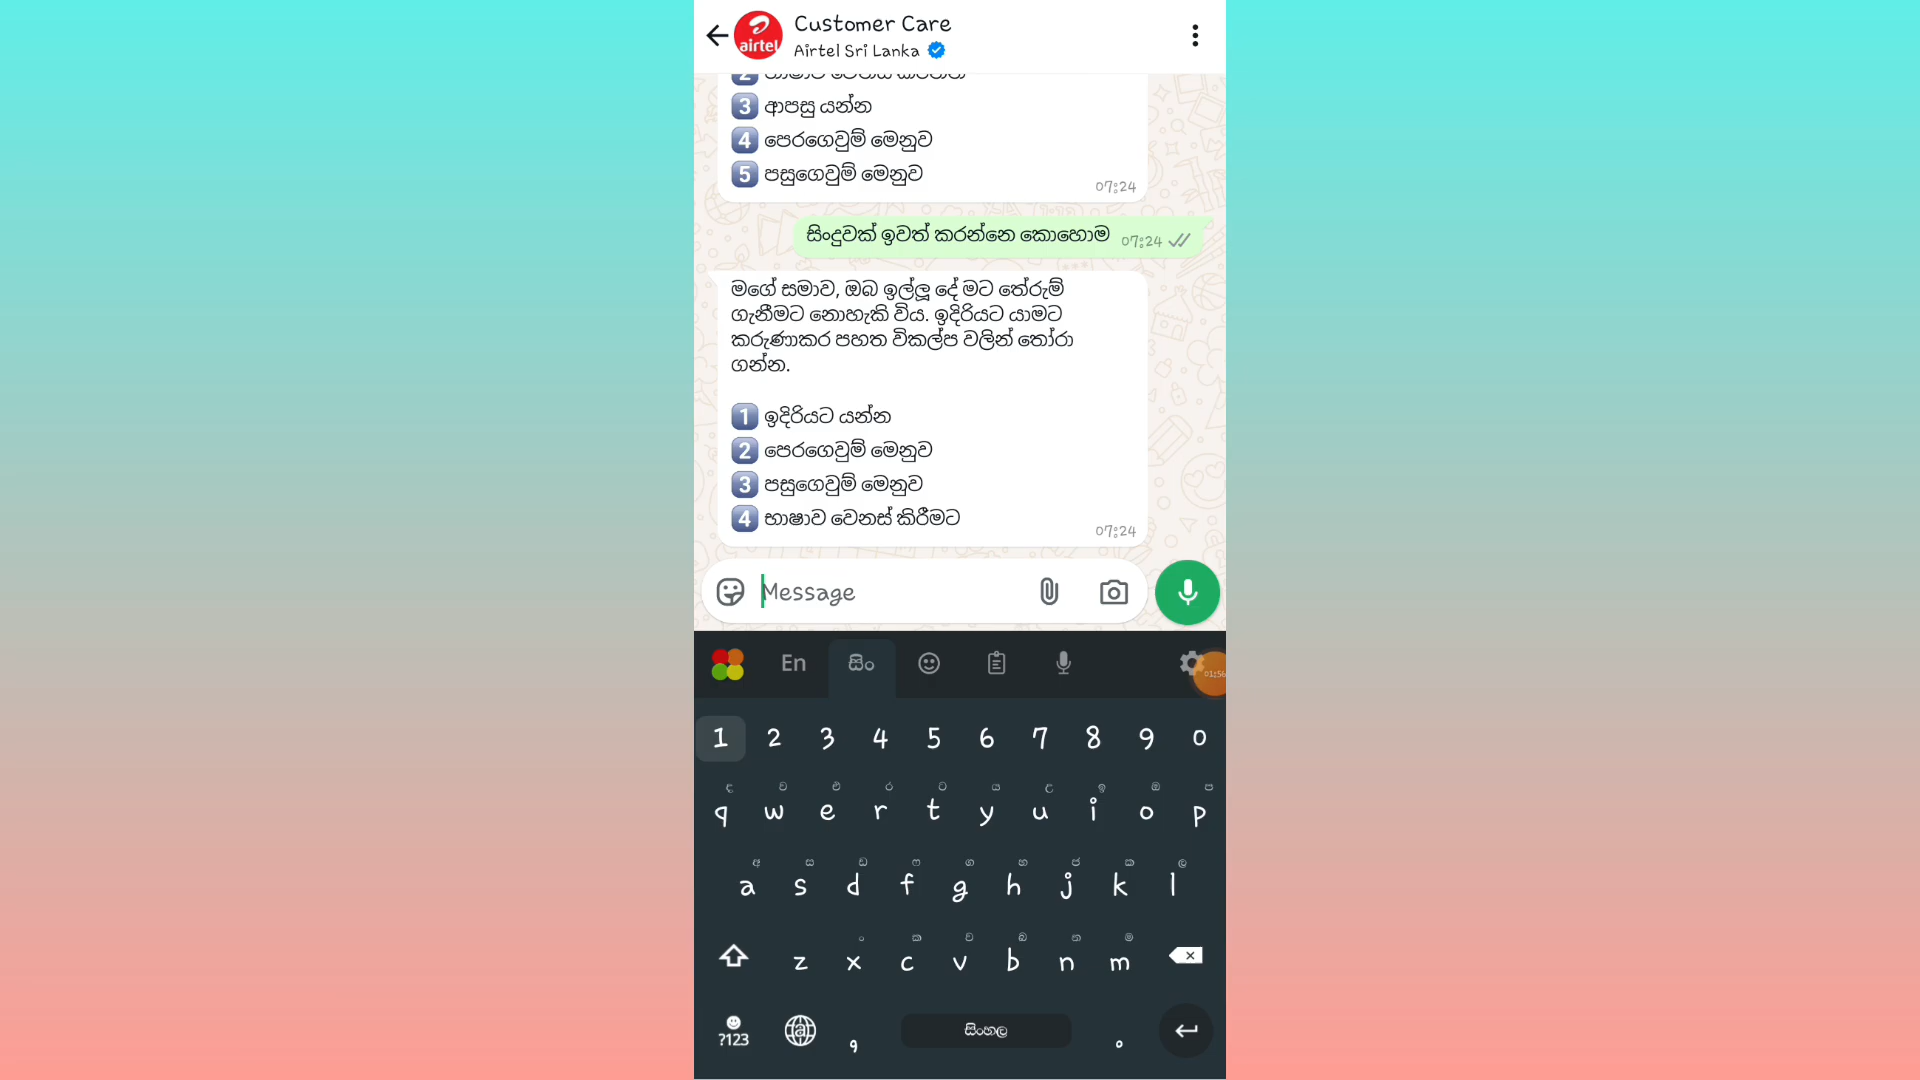 Customer Care
airtel
Airtel Sri Lanka
3 ආපසු යන්න
4 පෙරගෙවුම් මෙනුව
5 පසුගෙවුම් මෙනුව
07:24
සිංදුවක් ඉවත් කරන්නෙ කොහොම 07:24
මගේ සමාව, ඔබ ඉල්ලූ දේ මට තේරුම්
ගැනීමට නොහැකි විය. ඉදිරියට යාමට
කරුණාකර පහත විකල්ප වලින් තෝරා
ගන්න.
1 ඉදිරියට යන්න
2 පෙරගෙවුම් මෙනුව
3 පසුගෙවුම් මෙනුව
4 භාෂාව වෙනස් කිරීමට
07:24
Message
En සිං
01:56
1 2 3 4 5 6 7 8 9 0
ද ව එ ර ට ය උ ඉ ඔ ප
q w e r t y u i o p
අ ස ඩ ෆ ග හ ජ ක ල
a s d f g h j k l
ං ක ව බ න ම
z x c v b n m
?123 , සිංහල .